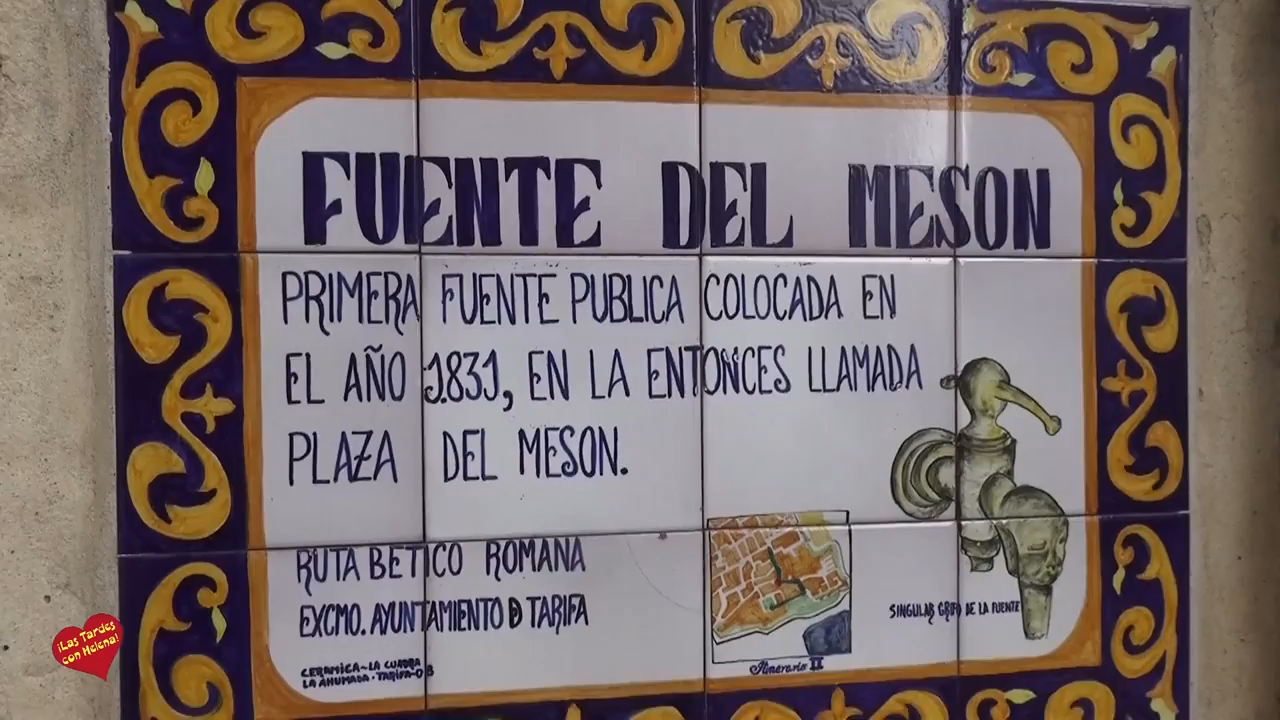 FUENTE DEL MESON
PRIMERA FUENTE PUBLICA COLOCADA EN
EL AÑO 1831, EN LA ENTONCES LLAMADA
PLAZA DEL MESON.
RUTA BETICO ROMANA
EXCMO. AYUNTAMIENTO D TARIFA
SINGULAR GRIFO DE LA FUENTE
Itinerario II
CERAMICA-LA CUADRA
LA AHUMADA·TARIFA-08
¡Las Tardes
con Helena!